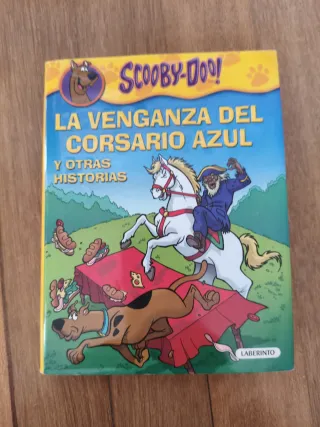 SCOOBY-DOO!
LA VENGANZA DEL
CORSARIO AZUL
Y OTRAS
HISTORIAS
LABERINTO